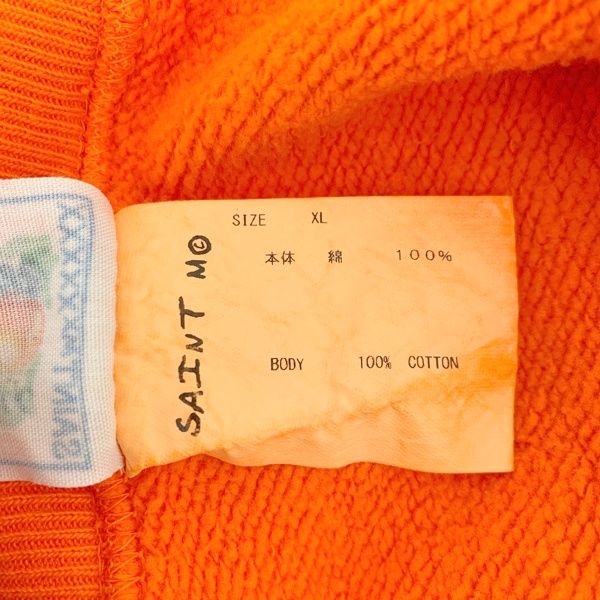 SIZE XL
本体 綿 100%
BODY 100% COTTON
SAINT M©